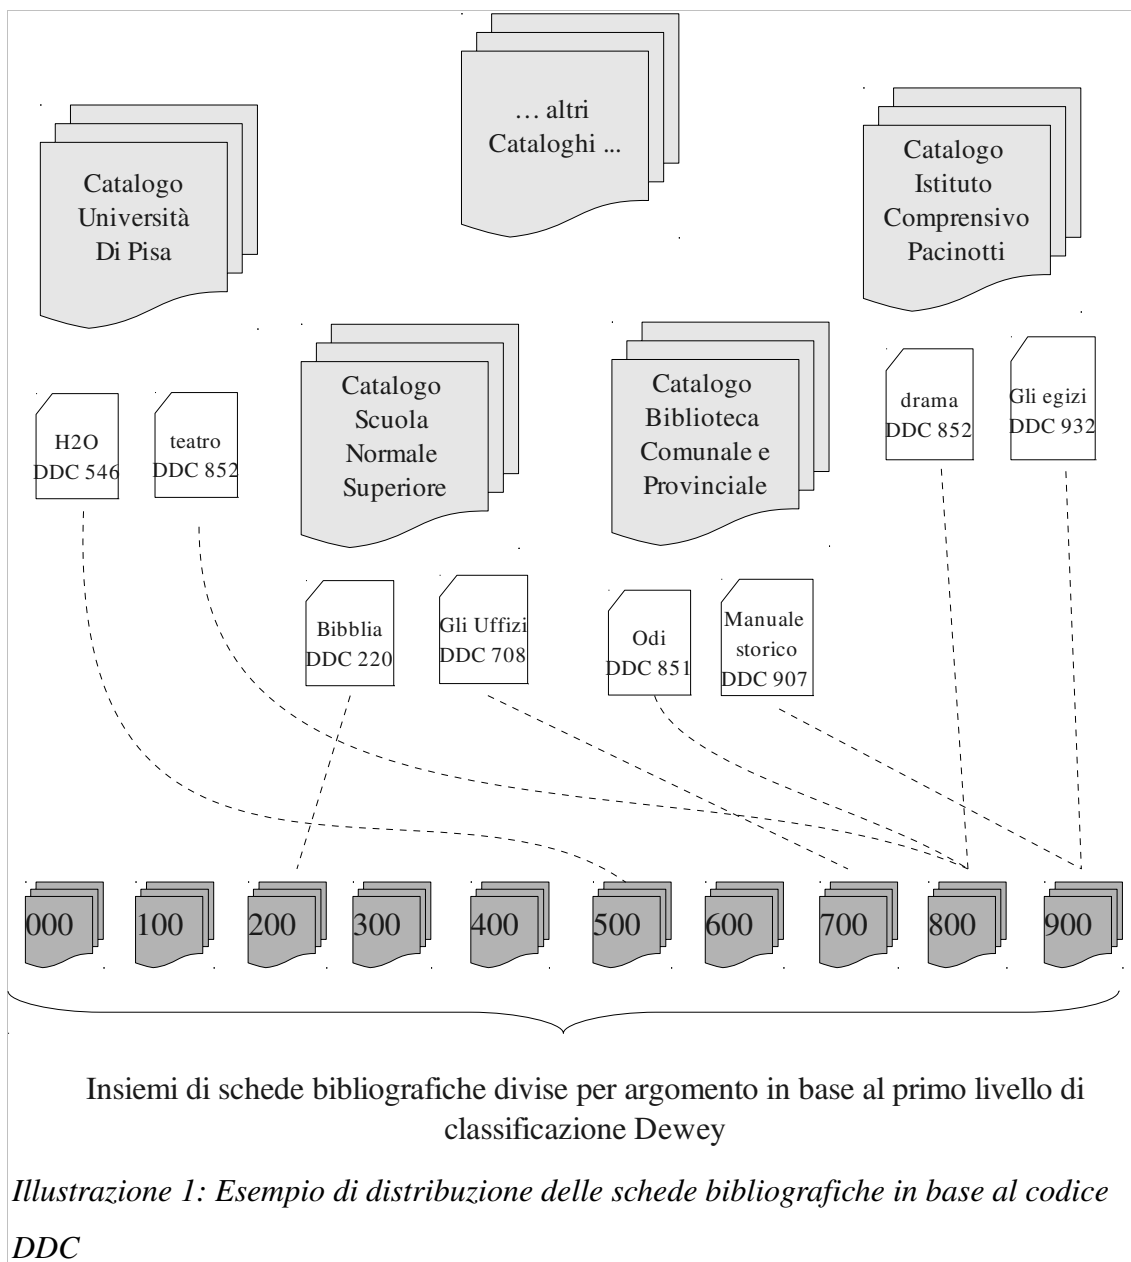 … altri
Cataloghi ...
Catalogo
Università
Di Pisa
Catalogo
Istituto
Comprensivo
Pacinotti
Catalogo
Scuola
Normale
Superiore
Catalogo
Biblioteca
Comunale e
Provinciale
H2O
DDC 546
teatro
DDC 852
drama
DDC 852
Gli egizi
DDC 932
Bibblia
DDC 220
Gli Uffizi
DDC 708
Odi
DDC 851
Manuale
storico
DDC 907
000
100
200
300
400
500
600
700
800
900
Insiemi di schede bibliografiche divise per argomento in base al primo livello di
classificazione Dewey
Illustrazione 1: Esempio di distribuzione delle schede bibliografiche in base al codice
DDC